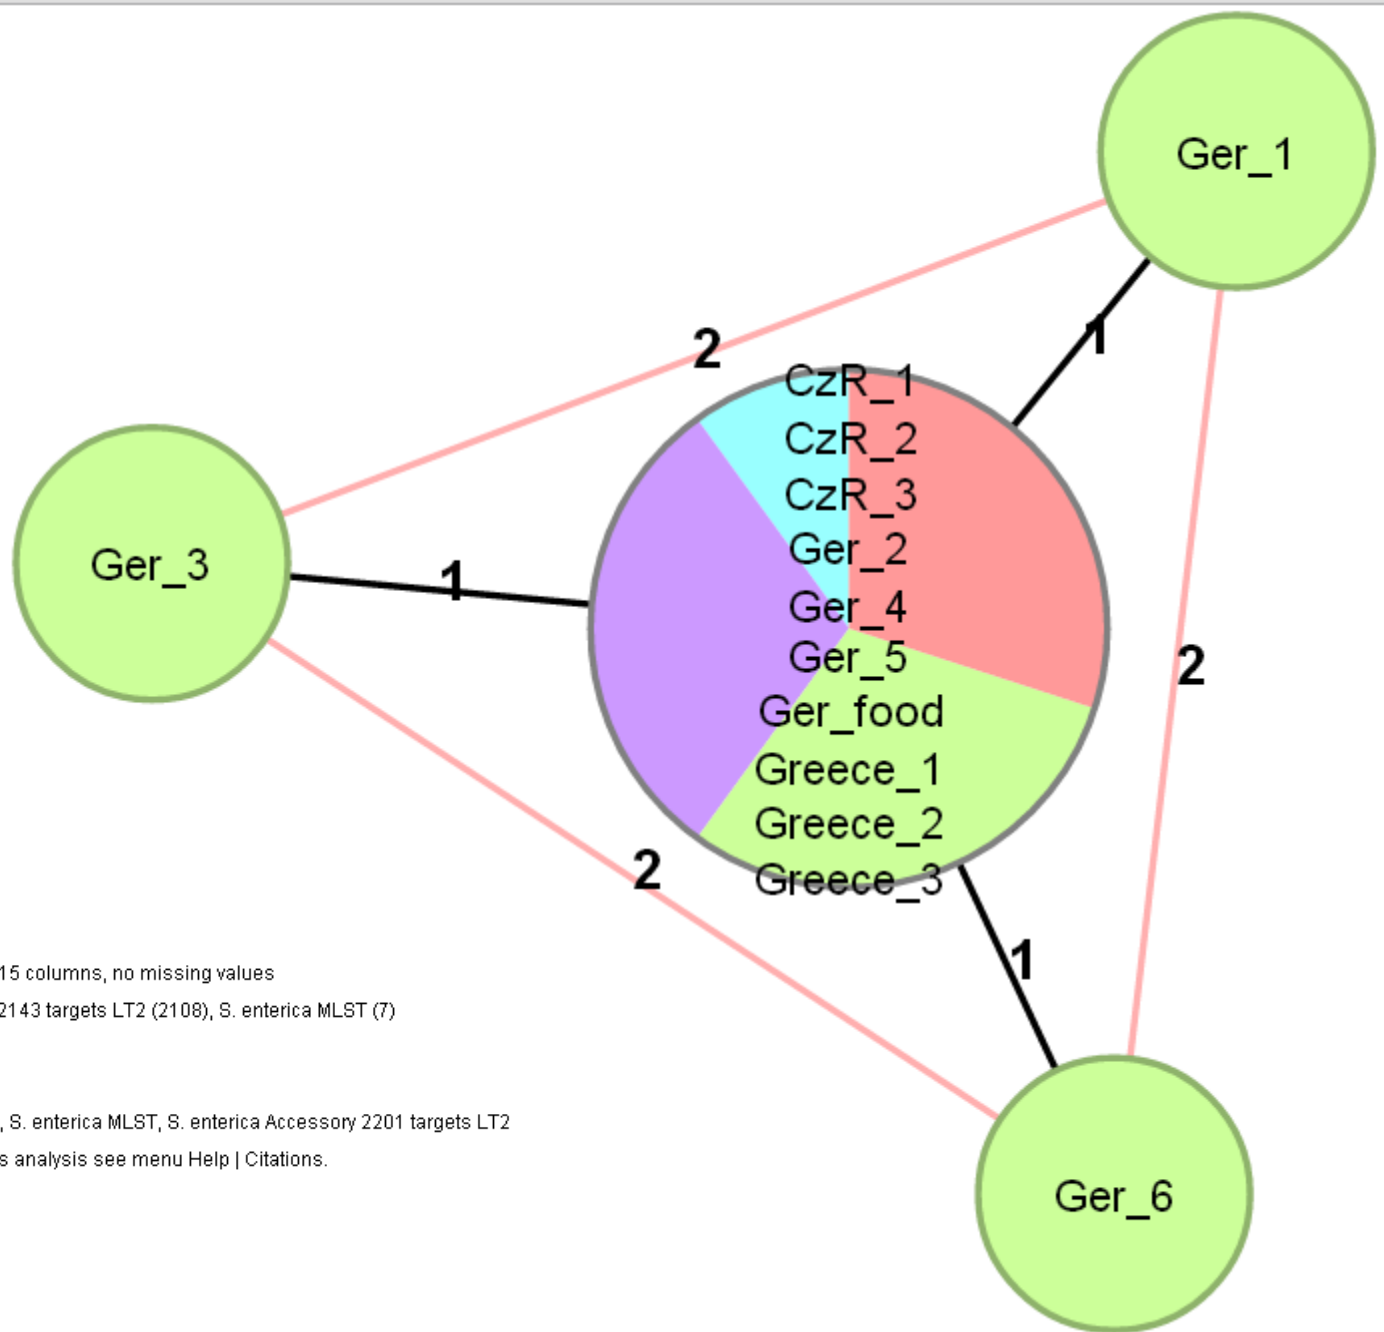 Ger_1
2
1
CzR_1
CzR_2
CzR_3
Ger_2
Ger_3
1
Ger_4
Ger_5
2
Ger_food
Greece_1
Greece_2
2
Greece_3
1
15 columns, no missing values
2143 targets LT2 (2108), S. enterica MLST (7)
, S. enterica MLST, S. enterica Accessory 2201 targets LT2
s analysis see menu Help | Citations.
Ger_6